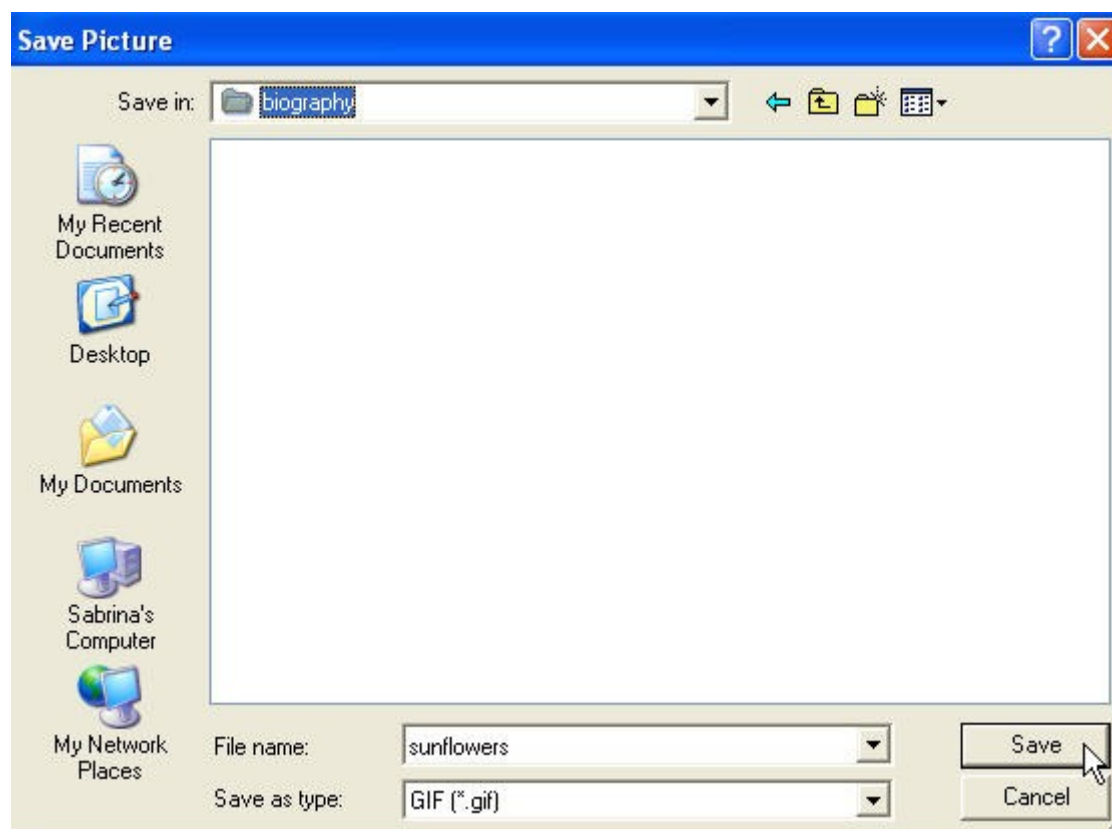 Save Picture
Save in:
biography
My Recent
Documents
Desktop
My Documents
Sabrina's
Computer
My Network
Places
File name:
sunflowers
Save
Save as type:
GIF (*.gif)
Cancel